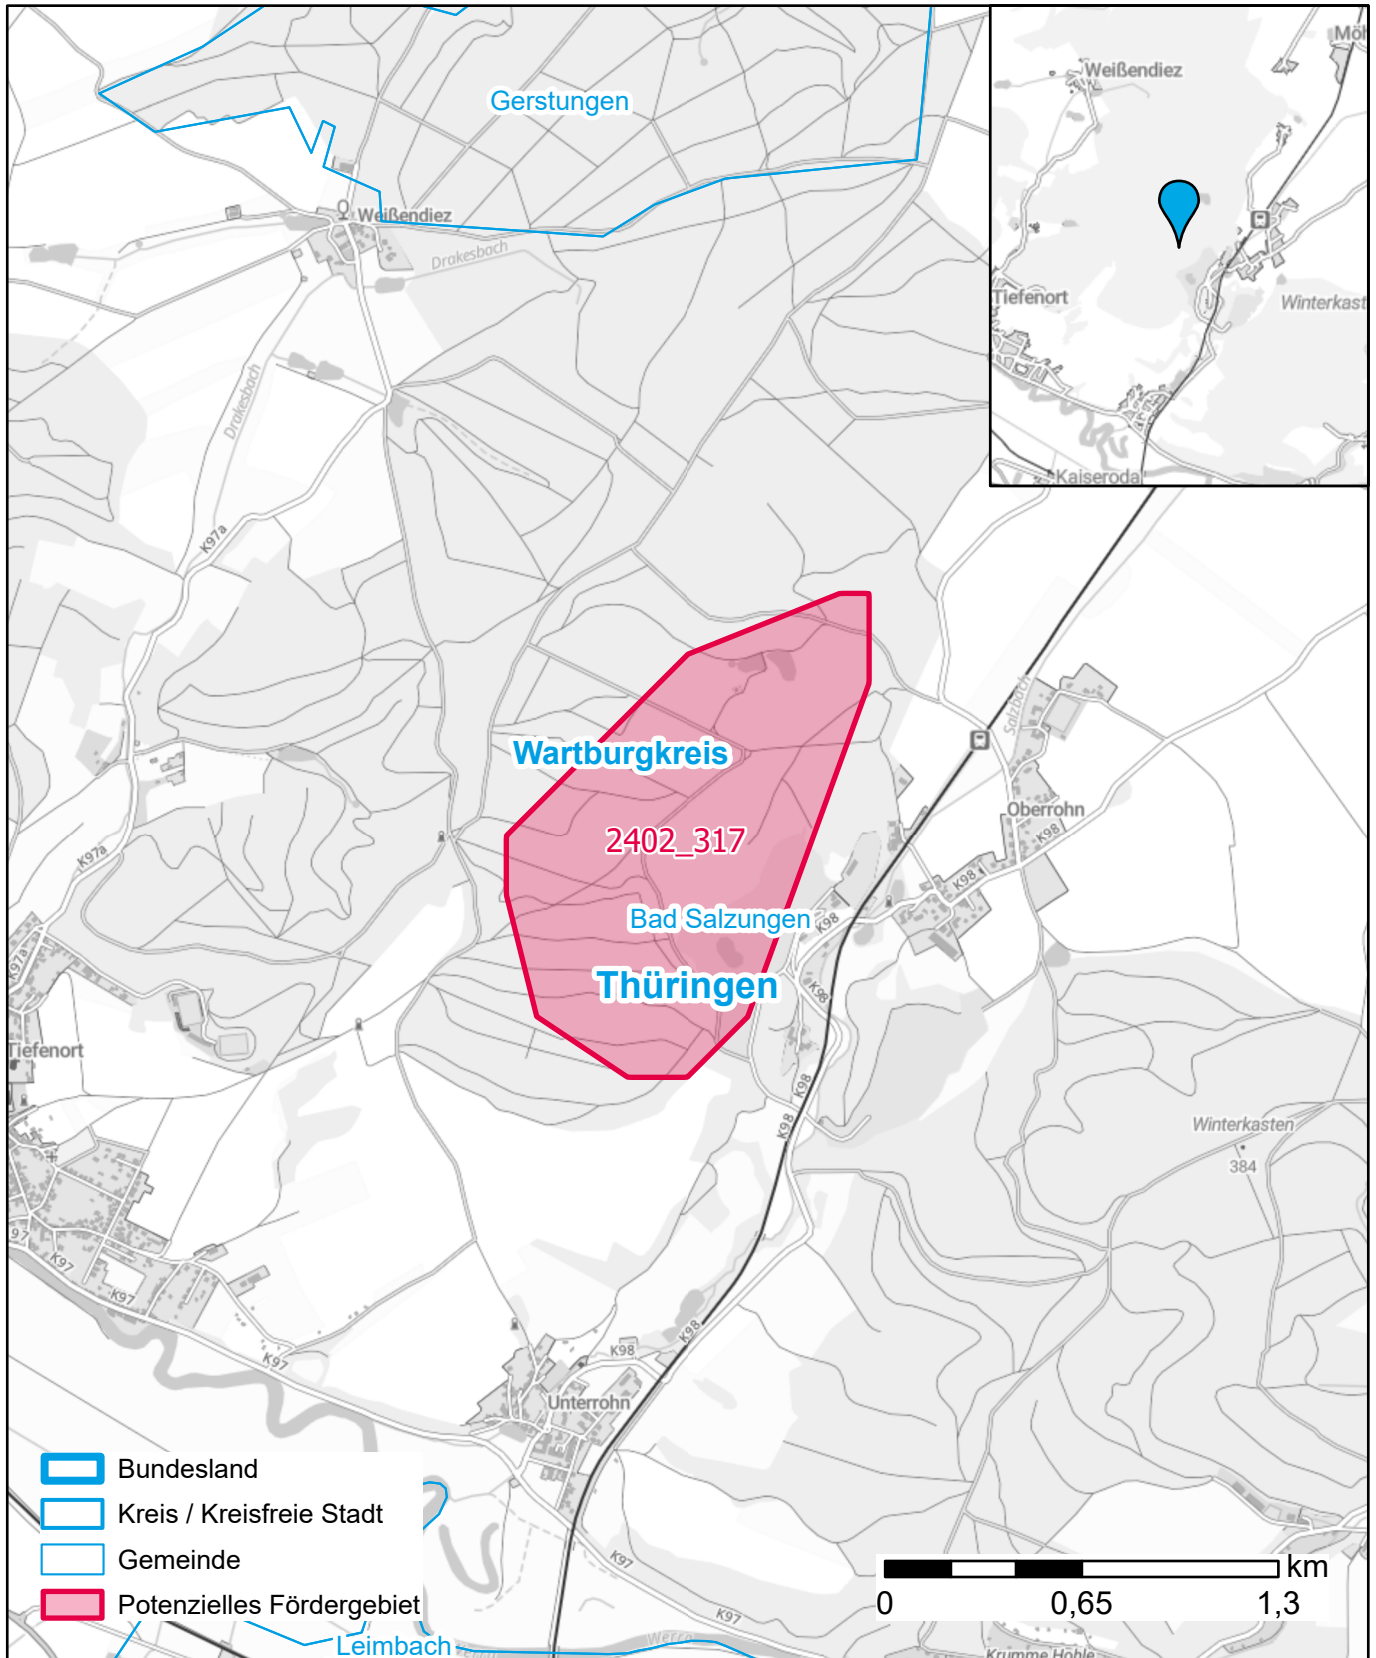 Gerstungen
Weißendiez
Drakesbach
Drakesbach
K97a
K97a
K97a
Wartburgkreis
2402_317
Bad Salzungen
Thüringen
Salzbach
Oberrohn
K98
K98
K98
K98
K98
K98
Tiefenort
Winterkasten
384
97
K97
K97
K97
K98
K98
Unterrohn
K97
K97
Werra
Krumme Höhle
Leimbach
Möh
Weißendiez
Tiefenort
Winterkast
Kaiseroda
Bundesland
Kreis / Kreisfreie Stadt
Gemeinde
Potenzielles Fördergebiet
km
0 0,65 1,3